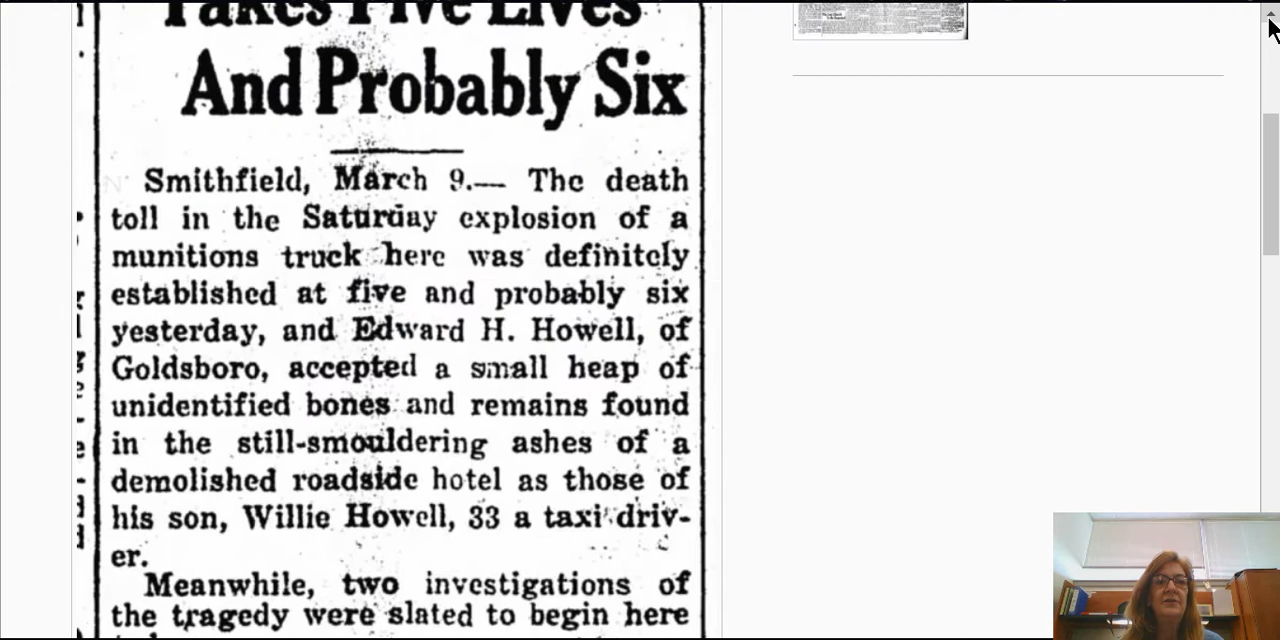 Takes Five Lives
And Probably Six
Smithfield, March 9.— The death
toll in the Saturday explosion of a
munitions truck here was definitely
established at five and probably six
yesterday, and Edward H. Howell, of
Goldsboro, accepted a small heap of
unidentified bones and remains found
in the still-smouldering ashes of a
demolished roadside hotel as those of
his son, Willie Howell, 33 a taxi driv-
er.
Meanwhile, two investigations of
the tragedy were slated to begin here